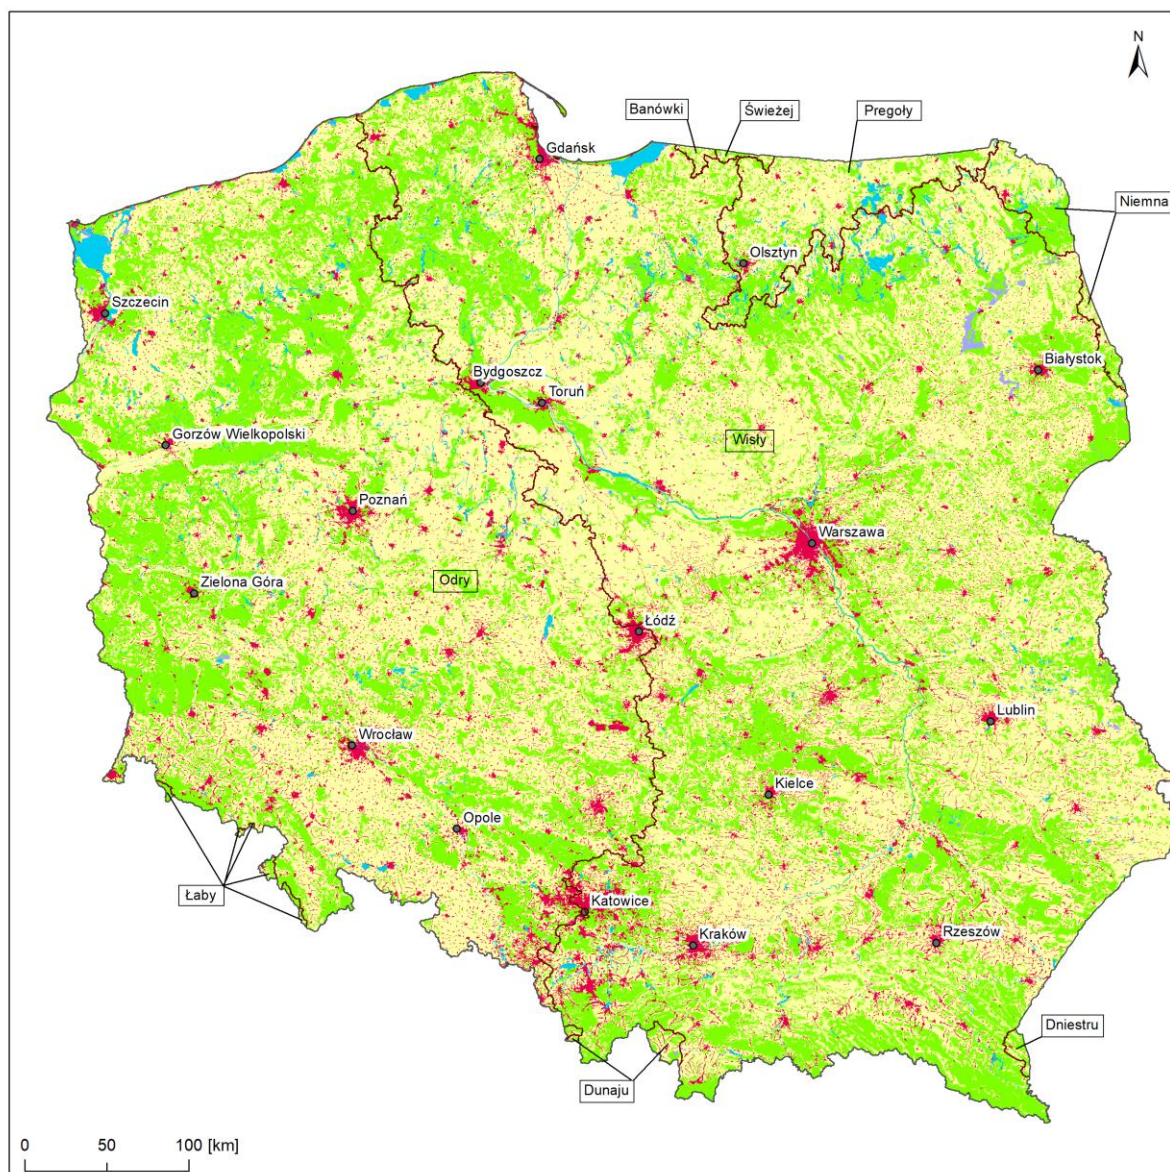 N
Banówki
Świeżej
Pregoły
Gdańsk
Niemna
Olsztyn
Szczecin
Białystok
Bydgoszcz
Toruń
Gorzów Wielkopolski
Wisły
Poznań
Warszawa
Odry
Zielona Góra
Łódź
Lublin
Wrocław
Kielce
Opole
Łaby
Katowice
Kraków
Rzeszów
Dniestru
Dunaju
0 50 100 [km]